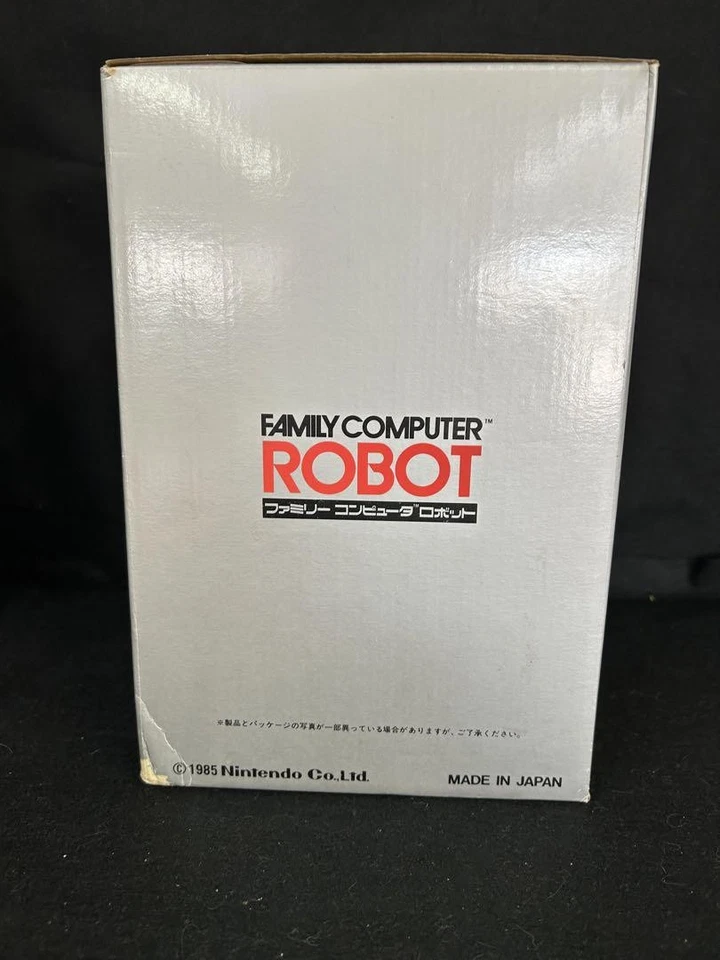 FAMILY COMPUTER™
ROBOT
ファミリー コンピュータ™ロボット
※製品とパッケージの写真が一部異っている場合がありますが、ご了承ください。
©1985 Nintendo Co.,Ltd.
MADE IN JAPAN